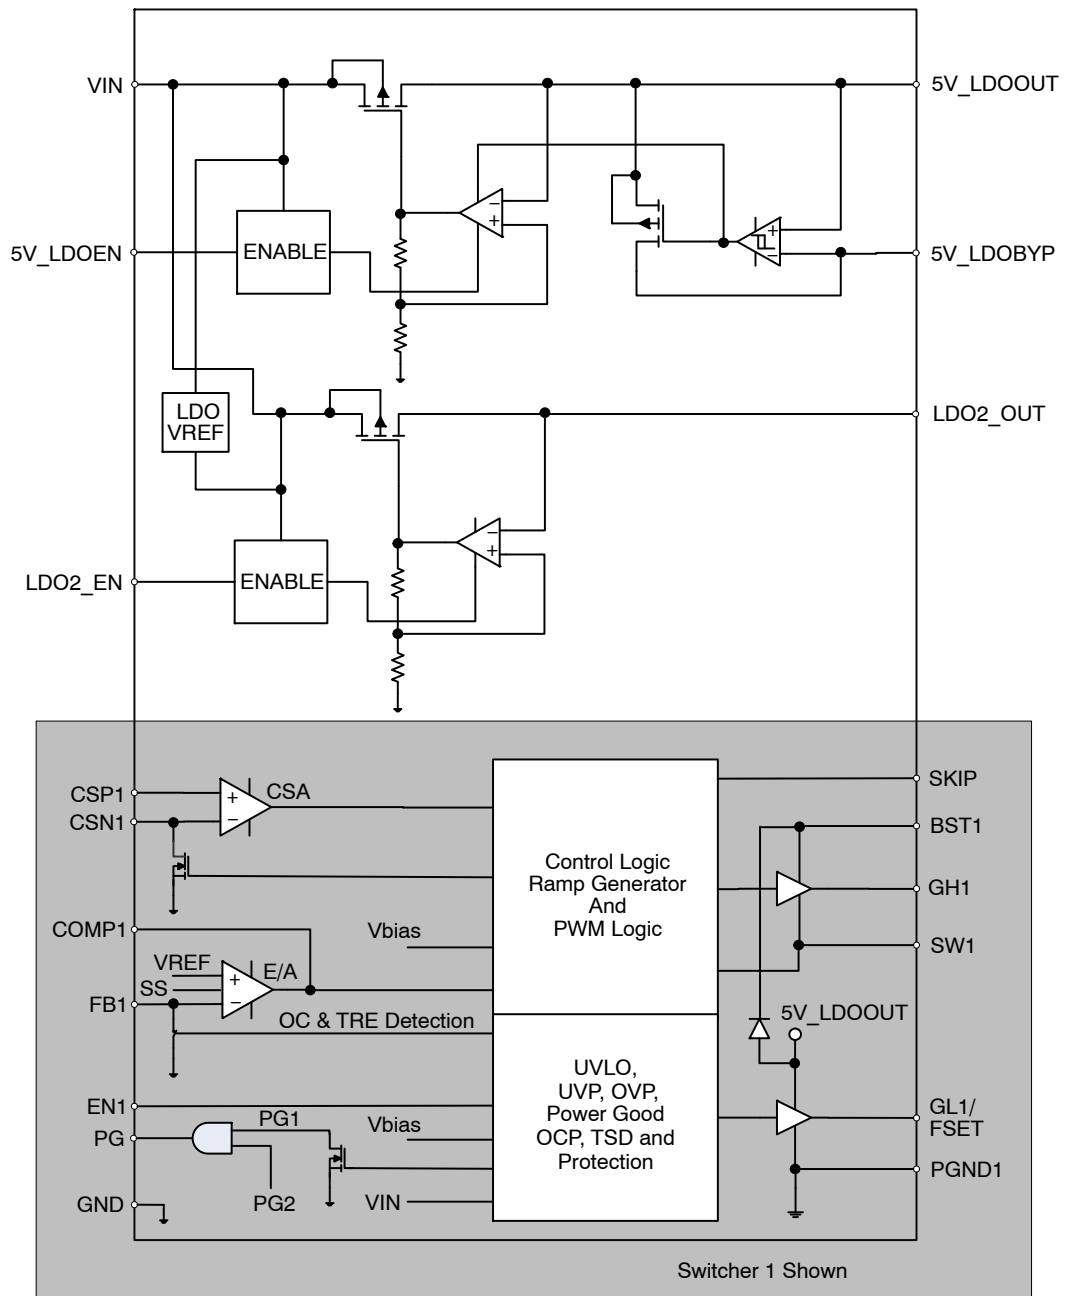 VIN
5V_LDOOUT
5V_LDOEN
ENABLE
−
+
+
−
5V_LDOBYP
LDO
VREF
LDO2_OUT
LDO2_EN
ENABLE
−
+
CSP1
CSN1
+
−
CSA
SKIP
BST1
Control Logic
Ramp Generator
And
PWM Logic
GH1
COMP1
Vbias
SW1
VREF
SS
FB1
+
−
E/A
OC & TRE Detection
5V_LDOOUT
UVLO,
UVP, OVP,
Power Good
OCP, TSD and
Protection
EN1
PG
PG1
Vbias
GL1/
FSET
PG2
VIN
PGND1
GND
Switcher 1 Shown